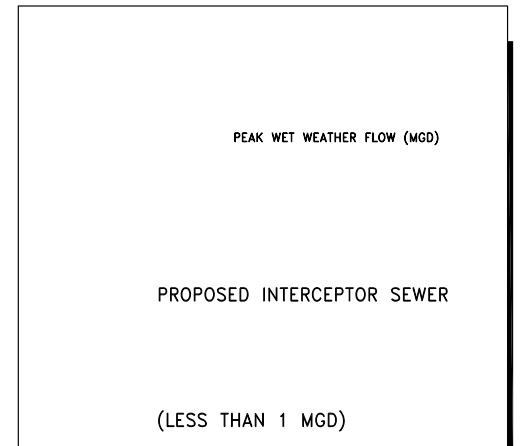 PEAK WET WEATHER FLOW (MGD)
PROPOSED INTERCEPTOR SEWER
(LESS THAN 1 MGD)